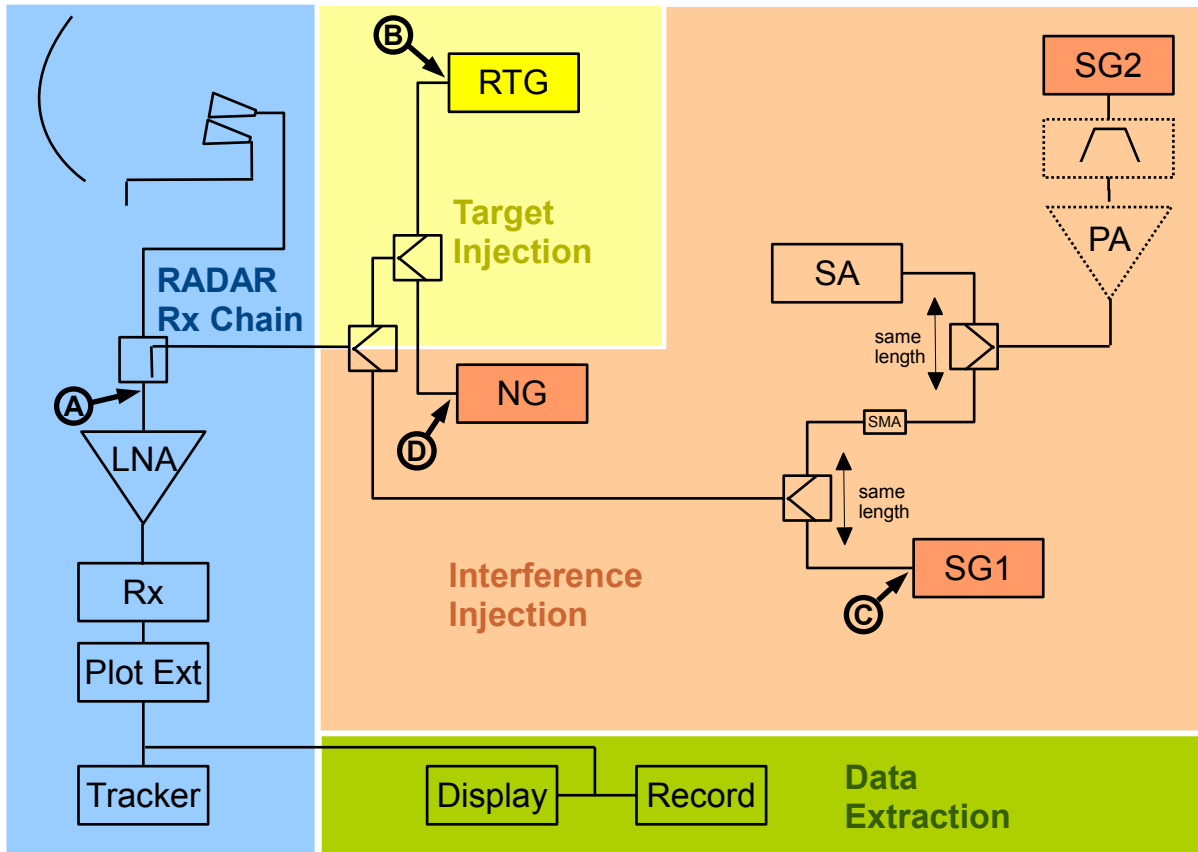 B
RTG
SG2
Target
Injection
PA
RADAR
Rx Chain
SA
same
length
A
NG
SMA
D
LNA
same
length
SG1
Rx
Interference
Injection
C
Plot Ext
Tracker
Display
Record
Data
Extraction